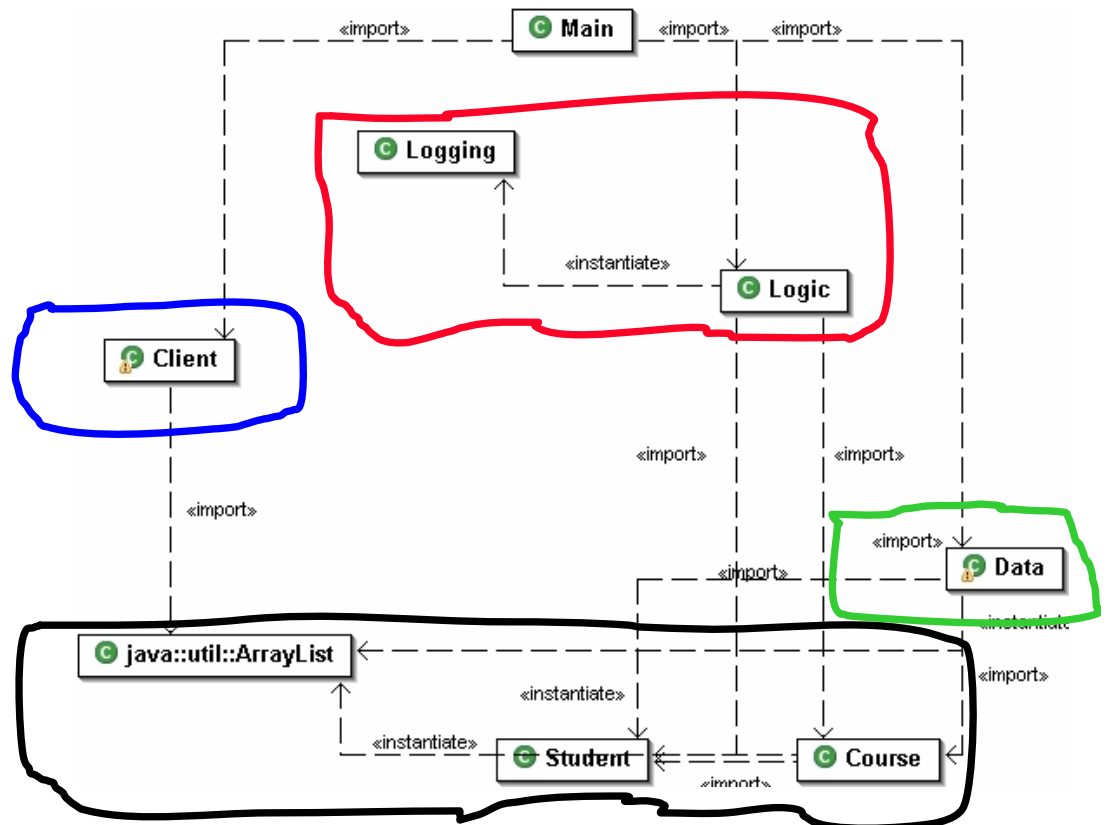 «import»
C Main
«import»
«import»
C Logging
«instantiate»
C Logic
C Client
«import»
«import»
«import»
«import»
C Data
«import»
«instantiate
C java::util::ArrayList
«import»
«instantiate»
«instantiate»
C Student
C Course
«import»